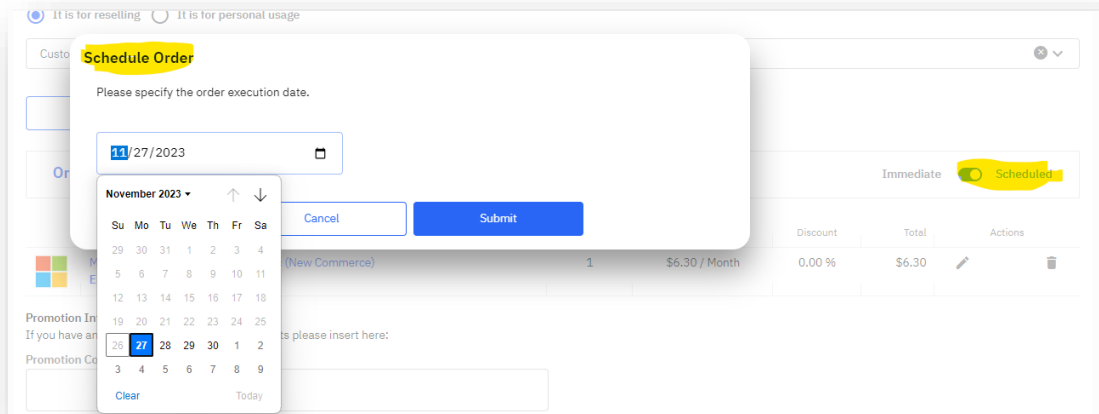 It is for reselling It is for personal usage
Custo
Schedule Order
Please specify the order execution date.
11/27/2023
Or
Immediate Scheduled
November 2023
Cancel Submit
Su Mo Tu We Th Fr Sa
29 30 31 1 2 3 4
5 6 7 8 9 10 11
12 13 14 15 16 17 18
19 20 21 22 23 24 25
26 27 28 29 30 1 2
3 4 5 6 7 8 9
Clear Today
Discount Total Actions
M (New Commerce) 1 $6.30 / Month 0.00 % $6.30
E
Promotion In
If you have an ts please insert here:
Promotion Co